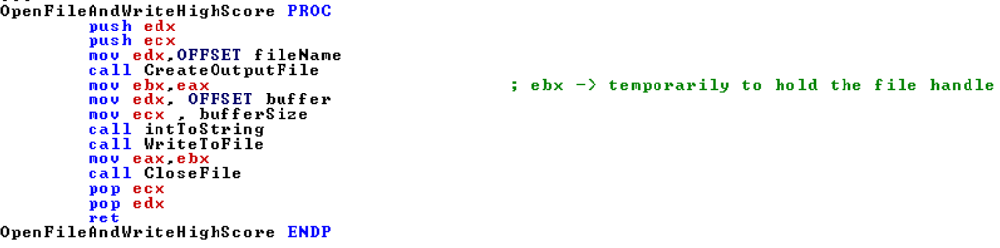 OpenFileAndWriteHighScore PROC
push edx
push ecx
mov edx,OFFSET fileName
call CreateOutputFile
mov ebx,eax ; ebx -> temporarily to hold the file handle
mov edx, OFFSET buffer
mov ecx , bufferSize
call intToString
call WriteToFile
mov eax,ebx
call CloseFile
pop ecx
pop edx
ret
OpenFileAndWriteHighScore ENDP